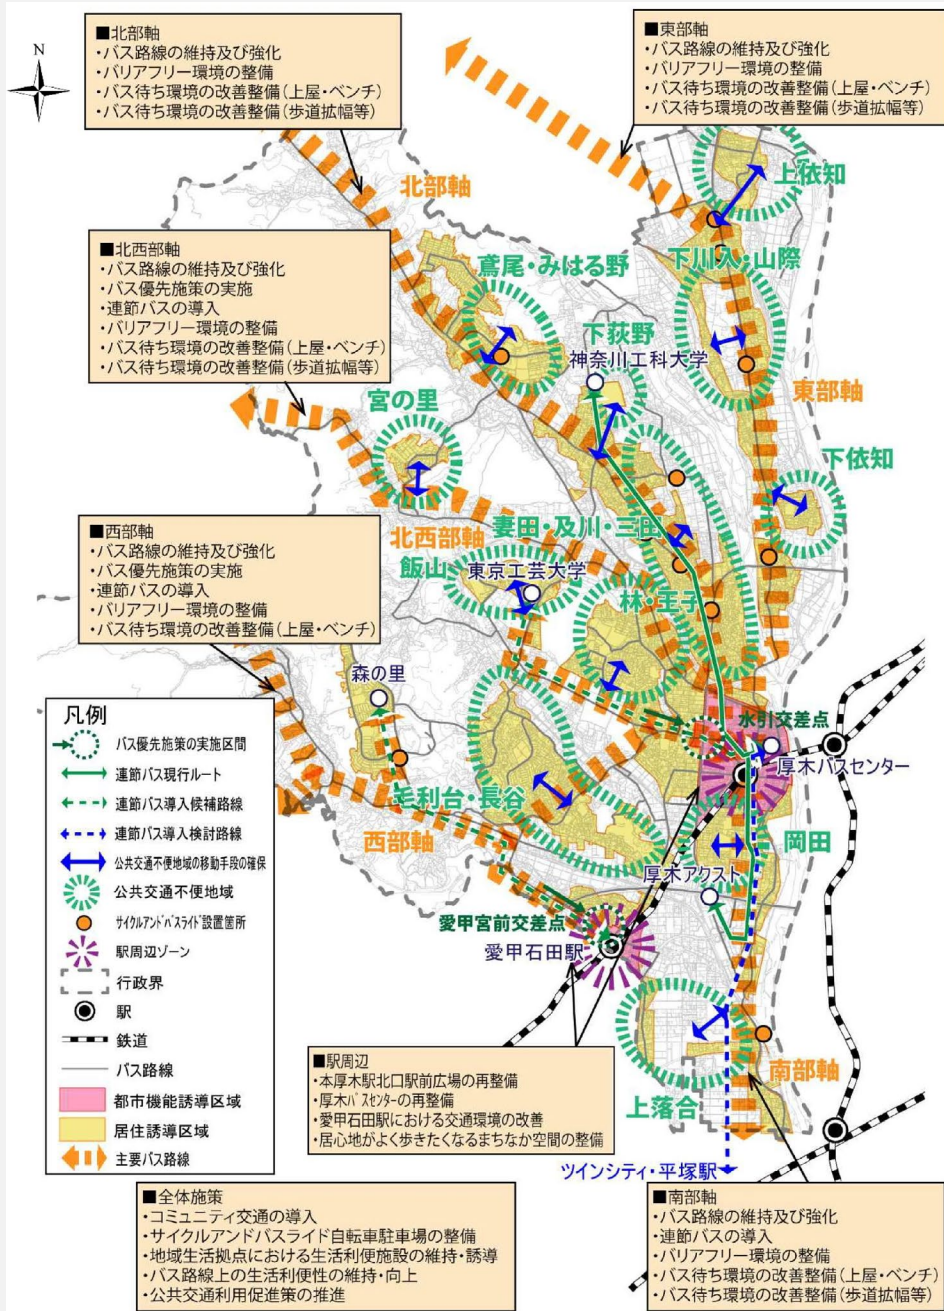 ■北部軸
・バス路線の維持及び強化
・バリアフリー環境の整備
・バス待ち環境の改善整備(上屋・ベンチ)
・バス待ち環境の改善整備(歩道拡幅等)
■東部軸
・バス路線の維持及び強化
・バリアフリー環境の整備
・バス待ち環境の改善整備(上屋・ベンチ)
・バス待ち環境の改善整備(歩道拡幅等)
N
北部軸
上依知
■北西部軸
・バス路線の維持及び強化
・バス優先施策の実施
・連節バスの導入
・バリアフリー環境の整備
・バス待ち環境の改善整備(上屋・ベンチ)
・バス待ち環境の改善整備(歩道拡幅等)
鳶尾・みはる野
下川入・山際
下荻野
神奈川工科大学
東部軸
宮の里
下依知
北西部軸
妻田・及川・三田
飯山
東京工芸大学
林・王子
■西部軸
・バス路線の維持及び強化
・バス優先施策の実施
・連節バスの導入
・バリアフリー環境の整備
・バス待ち環境の改善整備(上屋・ベンチ)
森の里
水引交差点
厚木バスセンター
毛利台・長谷
西部軸
岡田
厚木アクスト
愛甲宮前交差点
愛甲石田駅
凡例
バス優先施策の実施区間
連節バス現行ルート
連節バス導入候補路線
連節バス導入検討路線
公共交通不便地域の移動手段の確保
公共交通不便地域
サイクルアンドバスライド設置箇所
駅周辺ゾーン
行政界
駅
鉄道
バス路線
都市機能誘導区域
居住誘導区域
主要バス路線
■駅周辺
・本厚木駅北口駅前広場の再整備
・厚木バスセンターの再整備
・愛甲石田駅における交通環境の改善
・居心地がよく歩きたくなるまちなか空間の整備
南部軸
上落合
ツインシティ・平塚駅
■全体施策
・コミュニティ交通の導入
・サイクルアンドバスライド自転車駐車場の整備
・地域生活拠点における生活利便施設の維持・誘導
・バス路線上の生活利便性の維持・向上
・公共交通利用促進策の推進
■南部軸
・バス路線の維持及び強化
・連節バスの導入
・バリアフリー環境の整備
・バス待ち環境の改善整備(上屋・ベンチ)
・バス待ち環境の改善整備(歩道拡幅等)